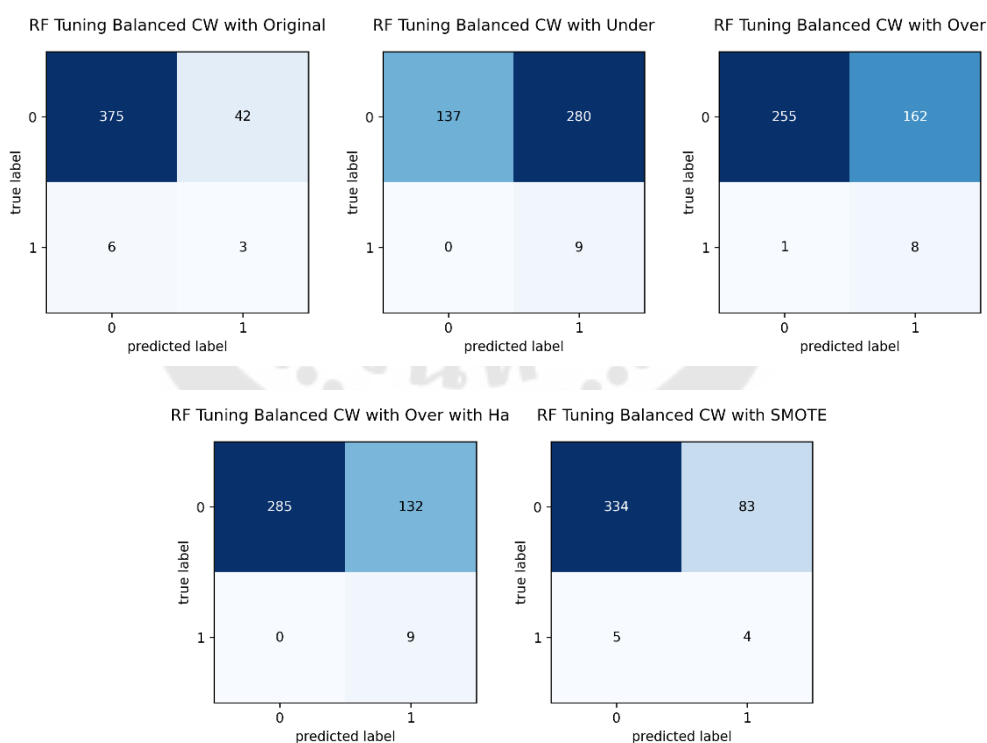 RF Tuning Balanced CW with Original
RF Tuning Balanced CW with Under
RF Tuning Balanced CW with Over
0
375
42
true label
1
6
3
0
1
predicted label
0
137
280
true label
1
0
9
0
1
predicted label
0
255
162
true label
1
1
8
0
1
predicted label
RF Tuning Balanced CW with Over with Ha
RF Tuning Balanced CW with SMOTE
0
285
132
true label
1
0
9
0
1
predicted label
0
334
83
true label
1
5
4
0
1
predicted label